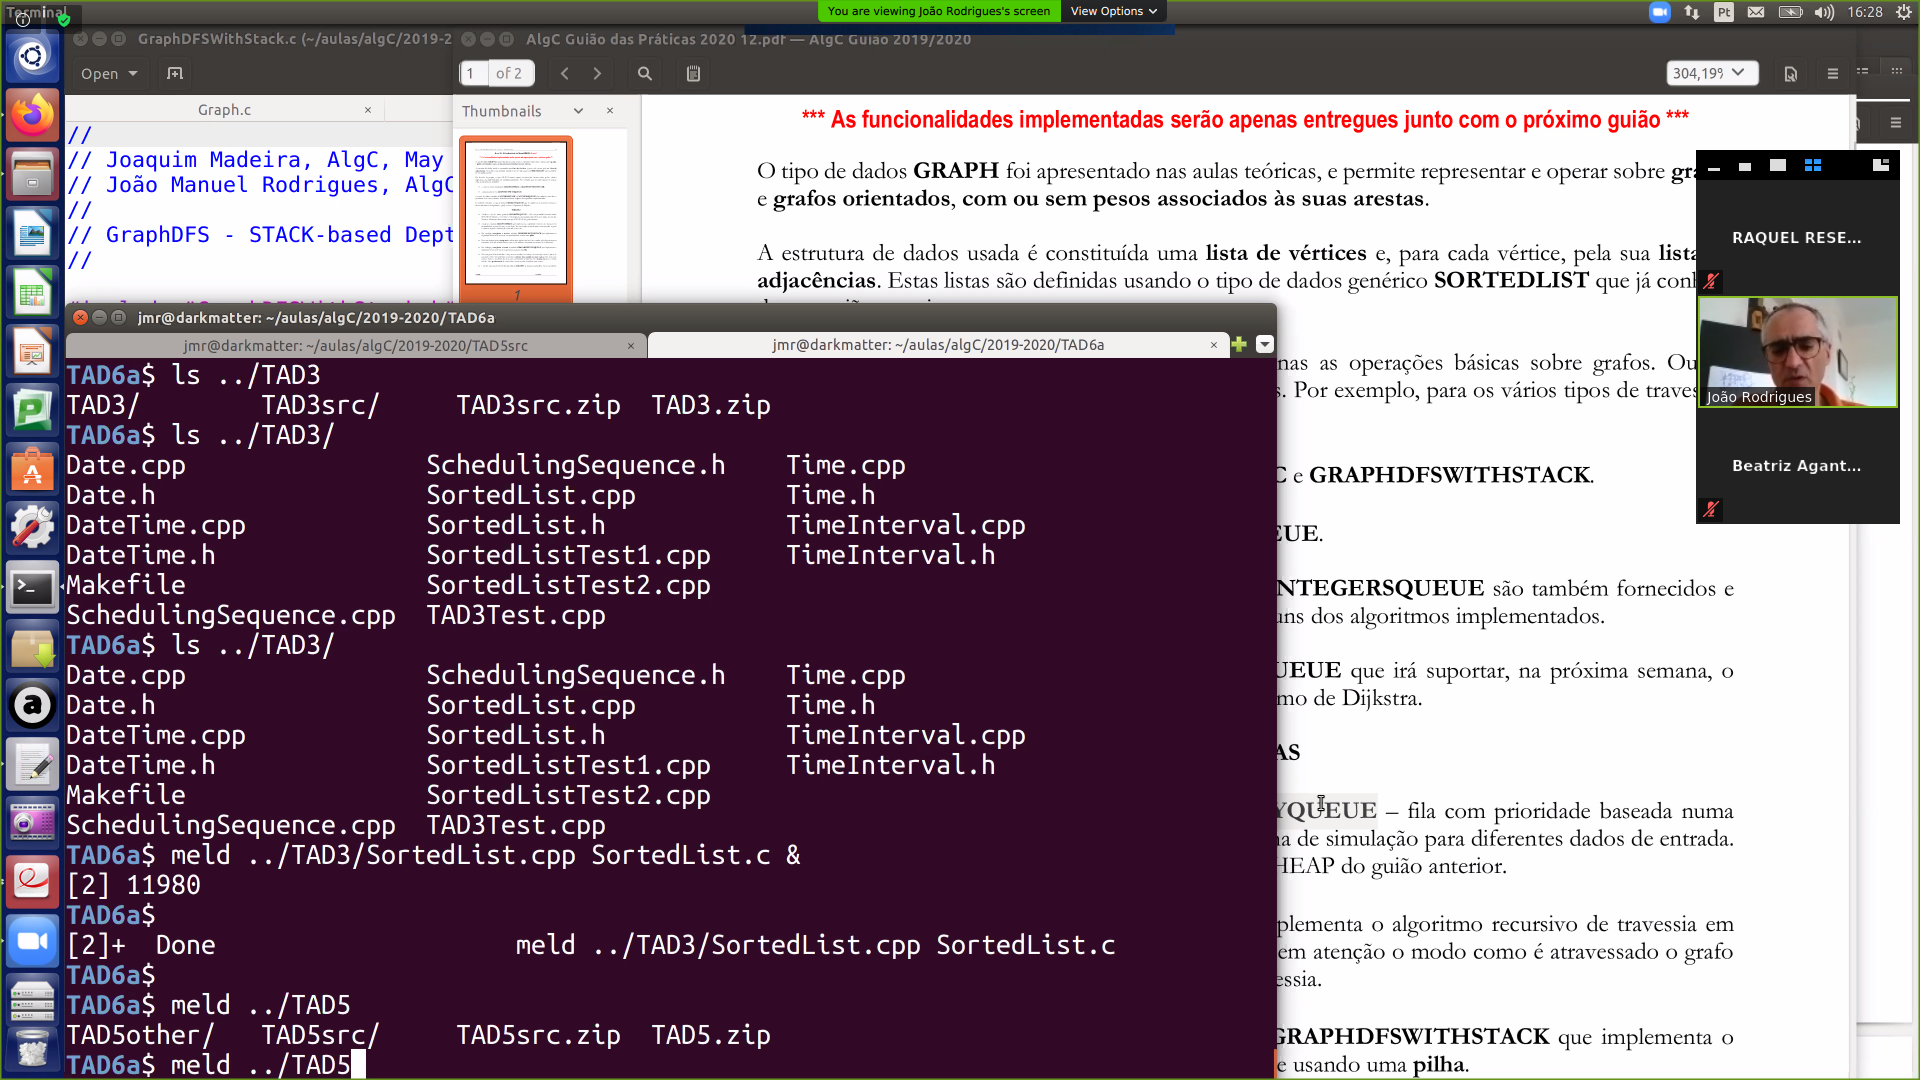 Terminal
You are viewing João Rodrigues's screen
View Options
Pt
16:28
GraphDFSWithStack.c (~/aulas/algC/2019-2
AlgC Guião das Práticas 2020 12.pdf — AlgC Guião 2019/2020
Open
1
of 2
304,19%
Graph.c
Thumbnails
//
// Joaquim Madeira, AlgC, May
// João Manuel Rodrigues, AlgC
//
// GraphDFS - STACK-based Dept
//
1
*** As funcionalidades implementadas serão apenas entregues junto com o próximo guião ***
O tipo de dados GRAPH foi apresentado nas aulas teóricas, e permite representar e operar sobre gra
e grafos orientados, com ou sem pesos associados às suas arestas.
A estrutura de dados usada é constituída uma lista de vértices e, para cada vértice, pela sua lista
adjacências. Estas listas são definidas usando o tipo de dados genérico SORTEDLIST que já conh
nas as operações básicas sobre grafos. Ou
s. Por exemplo, para os vários tipos de traves
C e GRAPHDFSWITHSTACK.
EUE.
NTEGERSQUEUE são também fornecidos e
uns dos algoritmos implementados.
UEUE que irá suportar, na próxima semana, o
mo de Dijkstra.
AS
YQUEUE – fila com prioridade baseada numa
na de simulação para diferentes dados de entrada.
HEAP do guião anterior.
plementa o algoritmo recursivo de travessia em
em atenção o modo como é atravessado o grafo
essia.
GRAPHDFSWITHSTACK que implementa o
e usando uma pilha.
RAQUEL RESE...
João Rodrigues
Beatriz Agant...
jmr@darkmatter: ~/aulas/algC/2019-2020/TAD6a
jmr@darkmatter: ~/aulas/algC/2019-2020/TAD5src
jmr@darkmatter: ~/aulas/algC/2019-2020/TAD6a
TAD6a$ ls ../TAD3
TAD3/ TAD3src/ TAD3src.zip TAD3.zip
TAD6a$ ls ../TAD3/
Date.cpp SchedulingSequence.h Time.cpp
Date.h SortedList.cpp Time.h
DateTime.cpp SortedList.h TimeInterval.cpp
DateTime.h SortedListTest1.cpp TimeInterval.h
Makefile SortedListTest2.cpp
SchedulingSequence.cpp TAD3Test.cpp
TAD6a$ ls ../TAD3/
Date.cpp SchedulingSequence.h Time.cpp
Date.h SortedList.cpp Time.h
DateTime.cpp SortedList.h TimeInterval.cpp
DateTime.h SortedListTest1.cpp TimeInterval.h
Makefile SortedListTest2.cpp
SchedulingSequence.cpp TAD3Test.cpp
TAD6a$ meld ../TAD3/SortedList.cpp SortedList.c &
[2] 11980
TAD6a$
[2]+ Done meld ../TAD3/SortedList.cpp SortedList.c
TAD6a$
TAD6a$ meld ../TAD5
TAD5other/ TAD5src/ TAD5src.zip TAD5.zip
TAD6a$ meld ../TAD5